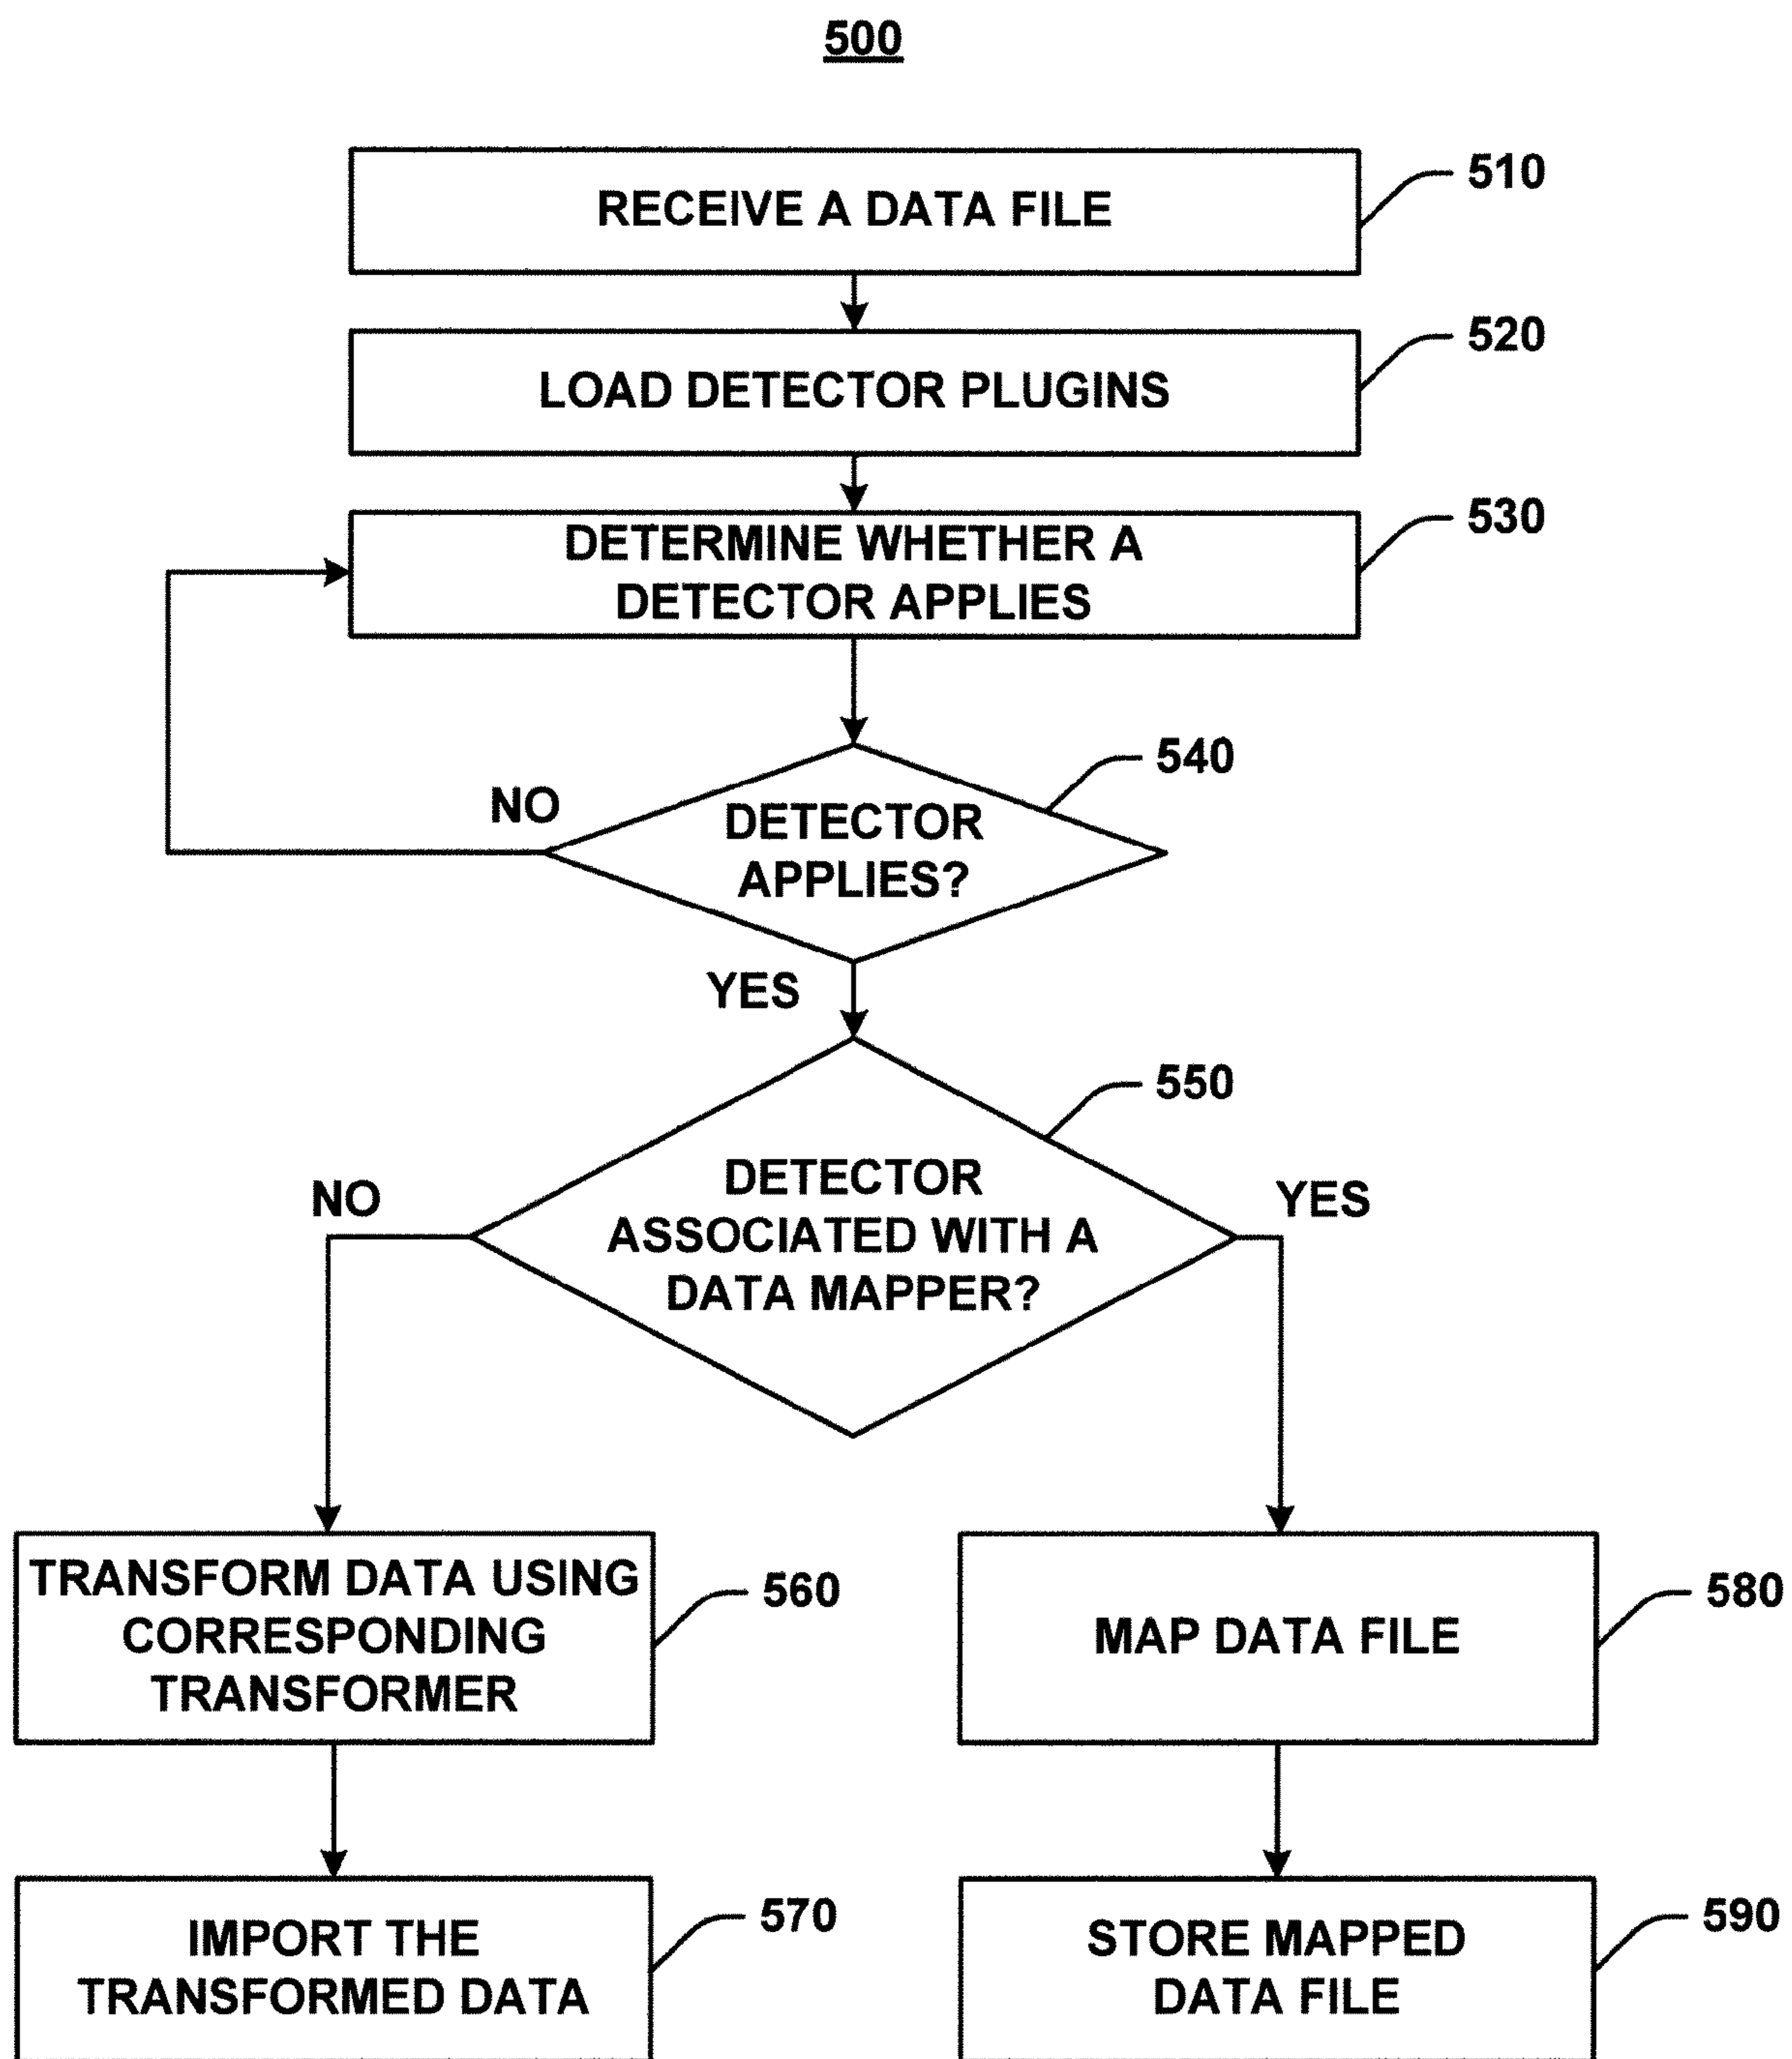 500
RECEIVE A DATA FILE
510
LOAD DETECTOR PLUGINS
520
DETERMINE WHETHER A
DETECTOR APPLIES
530
DETECTOR
APPLIES?
540
NO
YES
DETECTOR
ASSOCIATED WITH A
DATA MAPPER?
550
NO
YES
TRANSFORM DATA USING
CORRESPONDING
TRANSFORMER
560
MAP DATA FILE
580
IMPORT THE
TRANSFORMED DATA
570
STORE MAPPED
DATA FILE
590